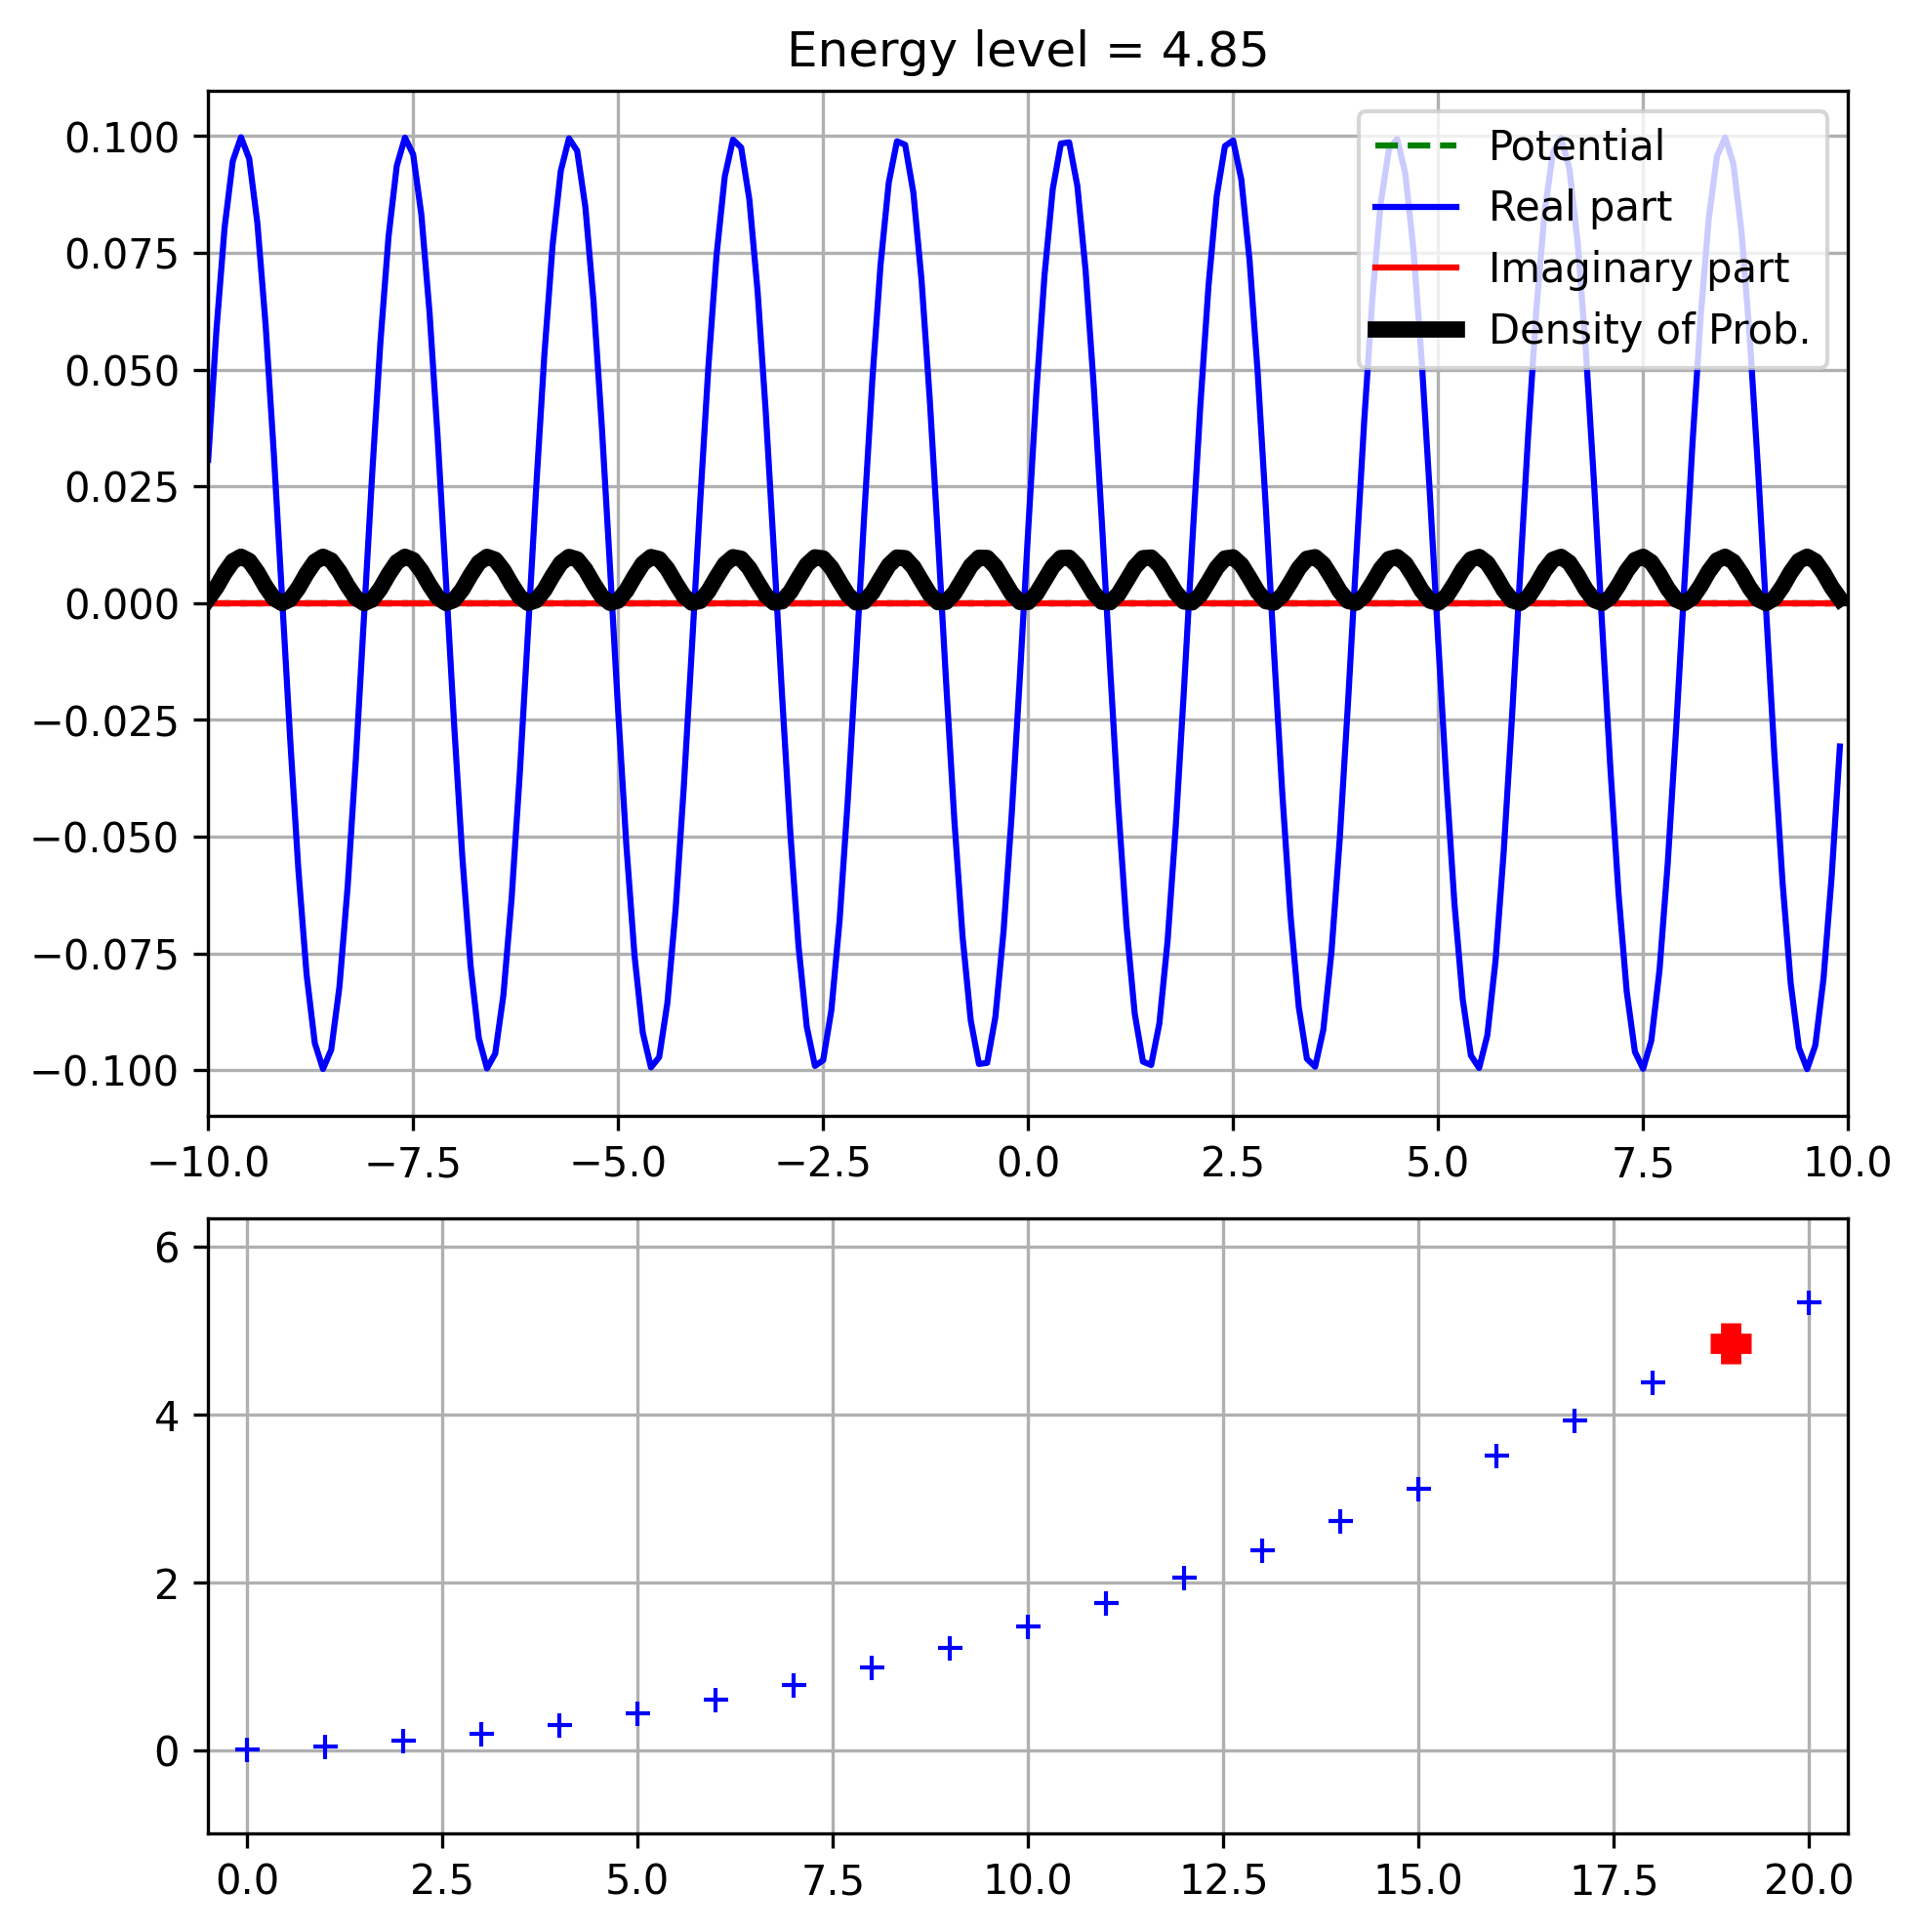 Energy level = 4.85
0.100
0.075
0.050
0.025
0.000
−0.025
−0.050
−0.075
−0.100
Potential
Real part
Imaginary part
Density of Prob.
−10.0 −7.5 −5.0 −2.5 0.0 2.5 5.0 7.5 10.0
6
4
2
0
0.0 2.5 5.0 7.5 10.0 12.5 15.0 17.5 20.0